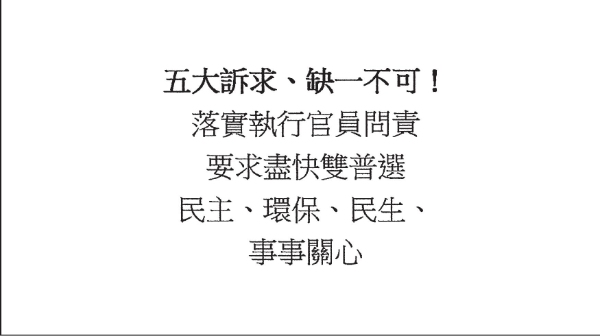 五大訴求、缺一不可！
落實執行官員問責
要求盡快雙普選
民主、環保、民生、
事事關心